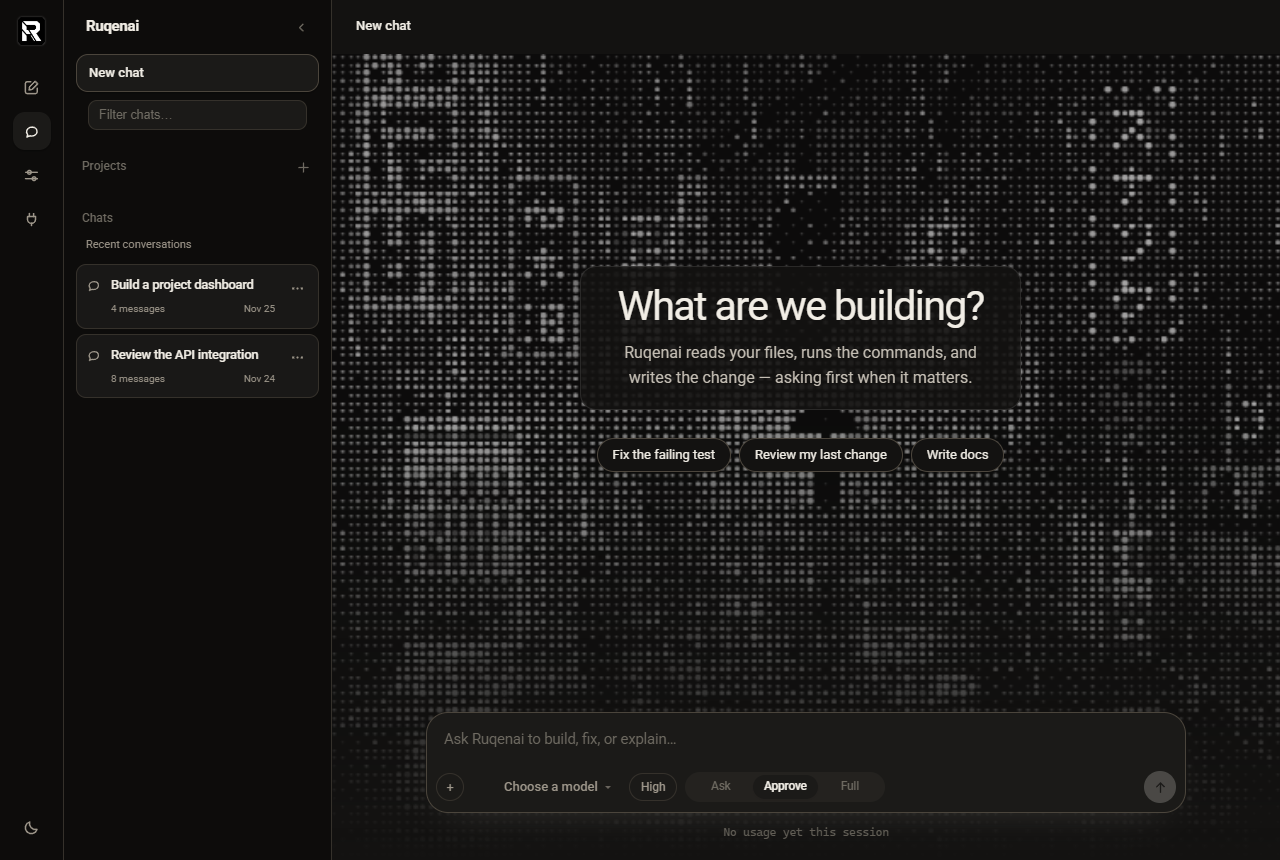 Ruqenai
New chat
New chat
Filter chats...
Projects
Chats
Recent conversations
Build a project dashboard
4 messages
Nov 25
Review the API integration
8 messages
Nov 24
What are we building?
Ruqenai reads your files, runs the commands, and
writes the change — asking first when it matters.
Fix the failing test
Review my last change
Write docs
Ask Ruqenai to build, fix, or explain...
Choose a model
High
Ask
Approve
Full
No usage yet this session